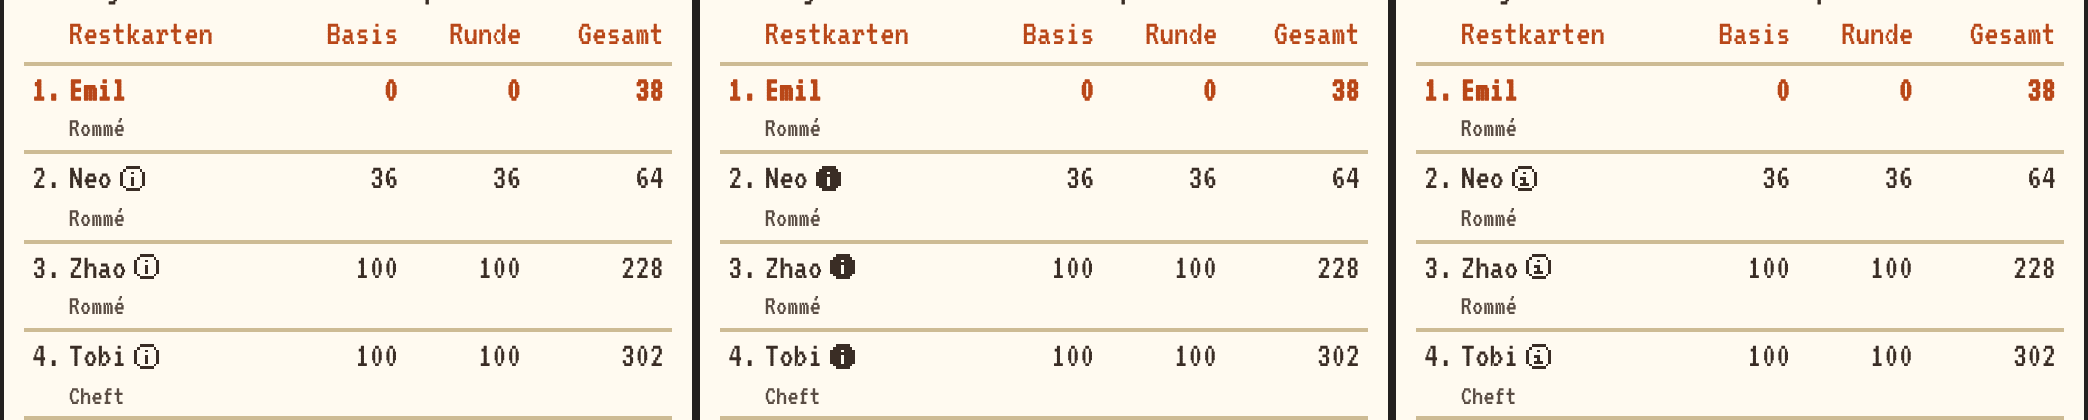 Restkarten Basis Runde Gesamt
1. Emil 0 0 38
Rommé
2. Neo i 36 36 64
Rommé
3. Zhao i 100 100 228
Rommé
4. Tobi i 100 100 302
Cheft
Restkarten Basis Runde Gesamt
1. Emil 0 0 38
Rommé
2. Neo i 36 36 64
Rommé
3. Zhao i 100 100 228
Rommé
4. Tobi i 100 100 302
Cheft
Restkarten Basis Runde Gesamt
1. Emil 0 0 38
Rommé
2. Neo i 36 36 64
Rommé
3. Zhao i 100 100 228
Rommé
4. Tobi i 100 100 302
Cheft